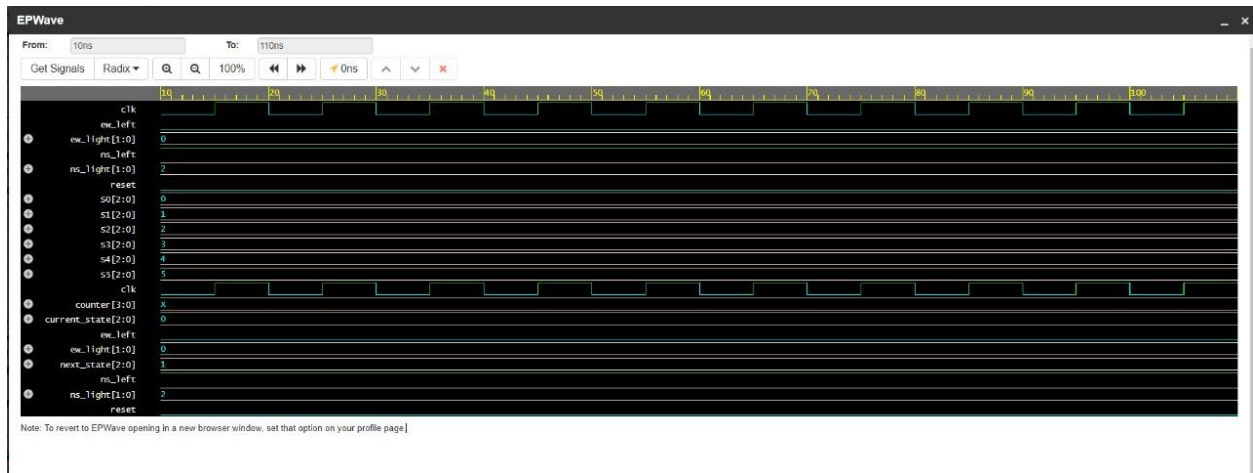 EPWave
From: 10ns To: 110ns
Get Signals Radix 100% 0ns
10 20 30 40 50 60 70 80 90 100
clk
ew_left
ew_light[1:0] 0
ns_left
ns_light[1:0] 2
reset
S0[2:0] 0
S1[2:0] 1
S2[2:0] 2
S3[2:0] 3
S4[2:0] 4
S5[2:0] 5
clk
counter[3:0] x
current_state[2:0] 0
ew_left
ew_light[1:0] 0
next_state[2:0] 1
ns_left
ns_light[1:0] 2
reset
Note: To revert to EPWave opening in a new browser window, set that option on your profile page.